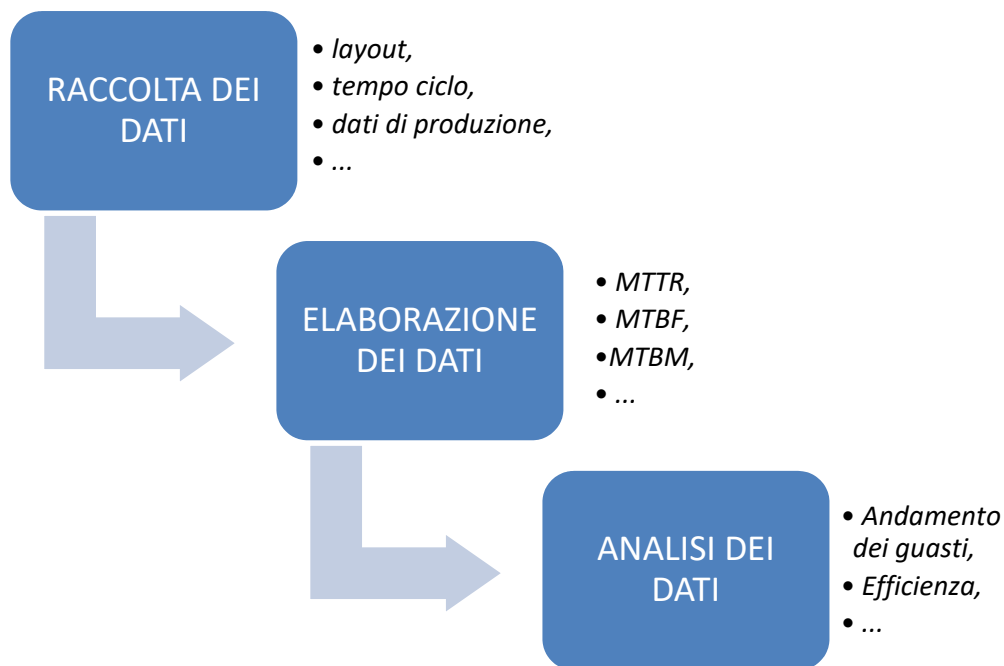 RACCOLTA DEI
DATI
• layout,
• tempo ciclo,
• dati di produzione,
• ...
ELABORAZIONE
DEI DATI
• MTTR,
• MTBF,
•MTBM,
• ...
ANALISI DEI
DATI
• Andamento
dei guasti,
• Efficienza,
• ...